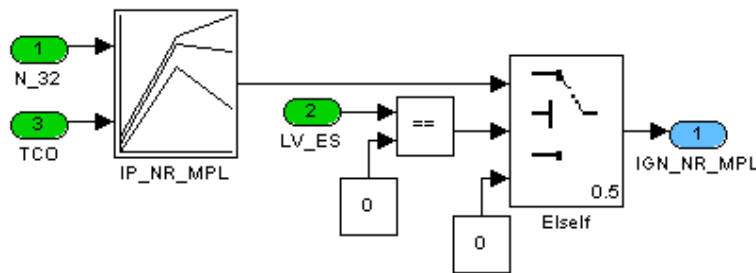 1
N_32
3
TCO
IP_NR_MPL
2
LV_ES
==
0
0
0.5
ElseIf
1
IGN_NR_MPL